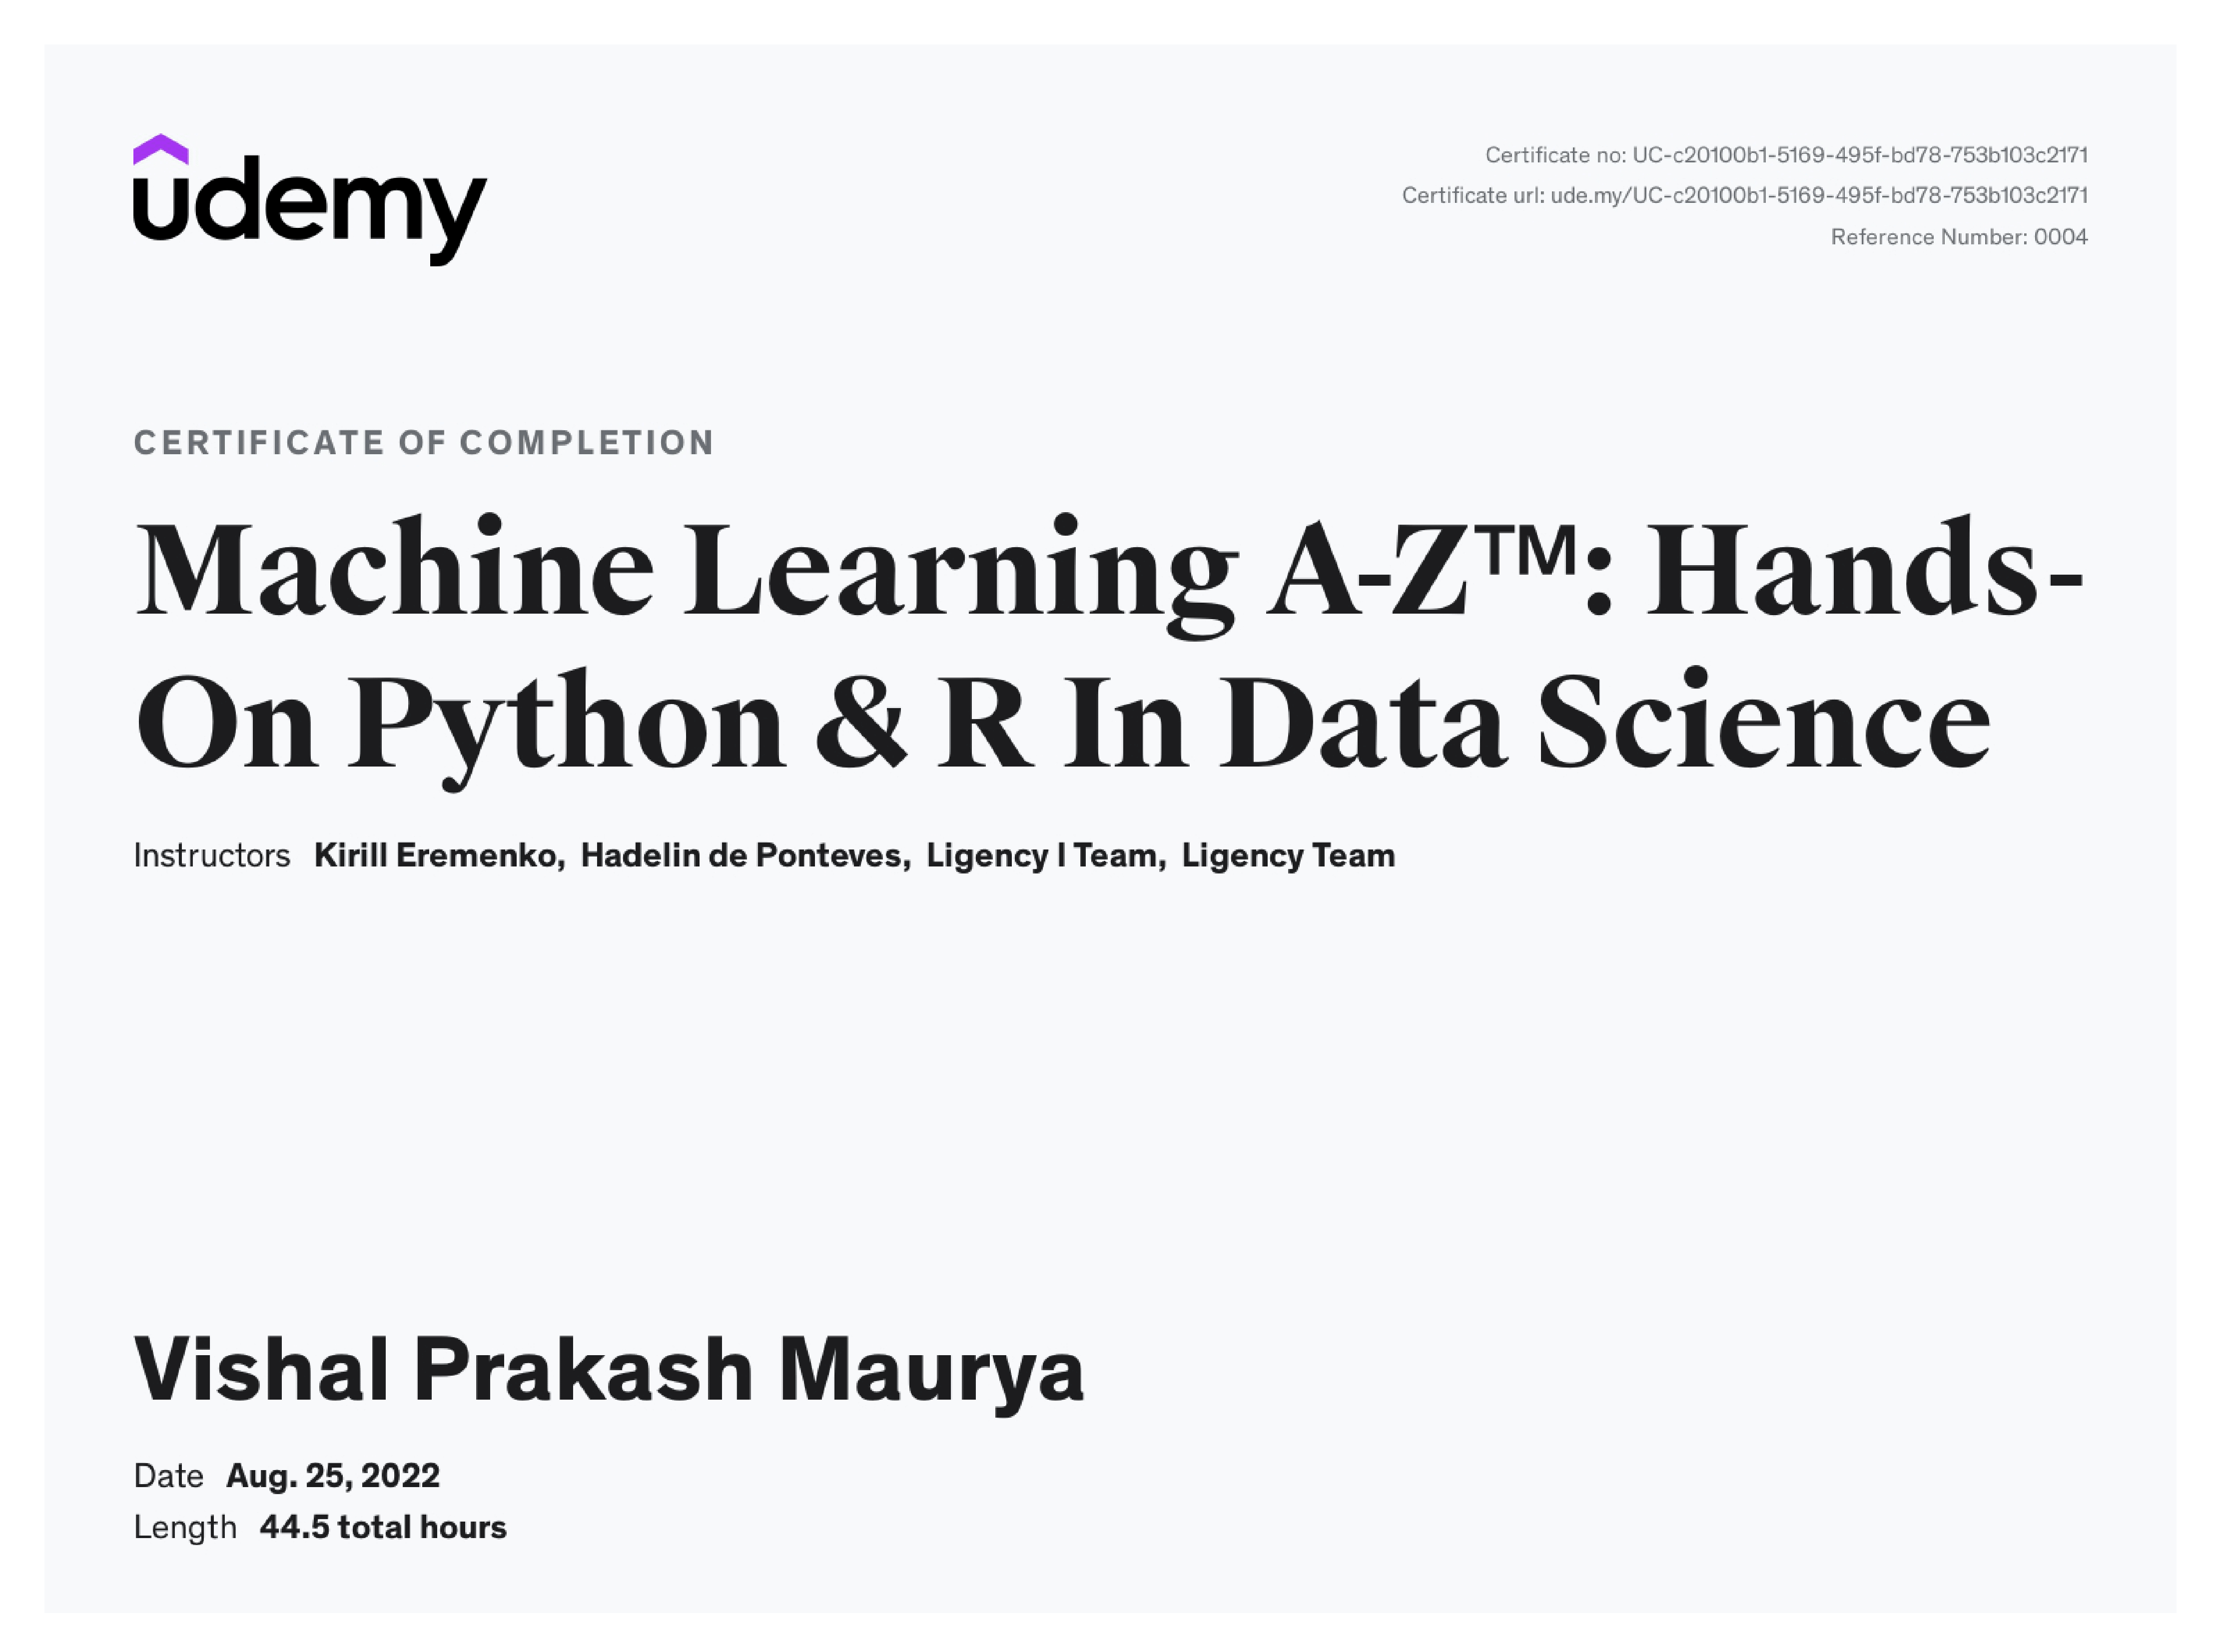 udemy
Certificate no: UC-c20100b1-5169-495f-bd78-753b103c2171
Certificate url: ude.my/UC-c20100b1-5169-495f-bd78-753b103c2171
Reference Number: 0004
CERTIFICATE OF COMPLETION
Machine Learning A-Z™: Hands-
On Python & R In Data Science
Instructors Kirill Eremenko, Hadelin de Ponteves, Ligency I Team, Ligency Team
Vishal Prakash Maurya
Date Aug. 25, 2022
Length 44.5 total hours